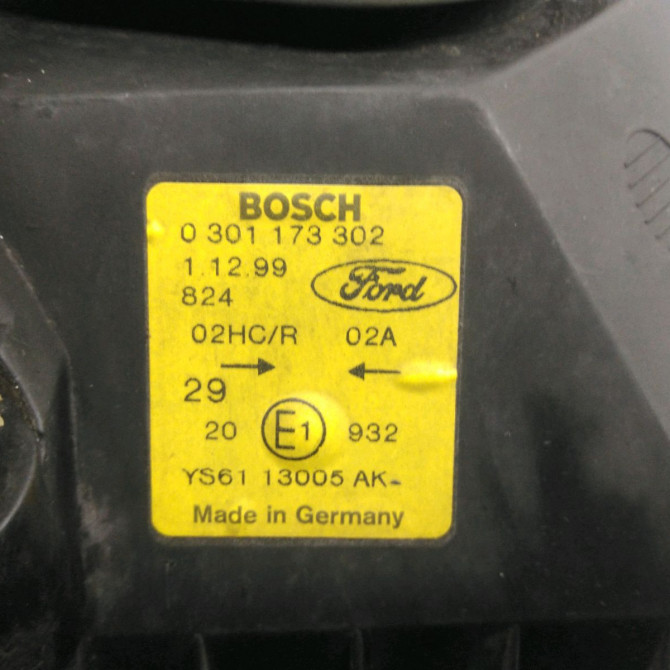 BOSCH
0 301 173 302
1.12.99
824
Ford
02HC/R 02A
→ ←
29
20 E1 932
YS61 13005 AK-
Made in Germany